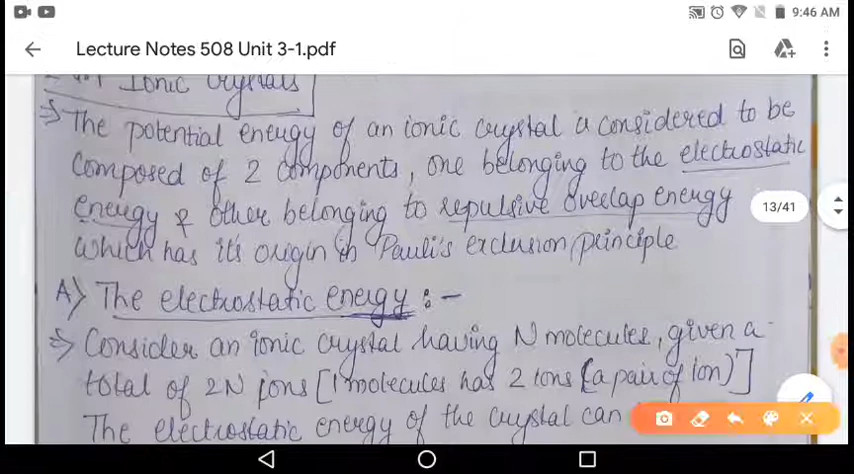 9:46 AM
Lecture Notes 508 Unit 3-1.pdf
Ionic Crystals
⇒ The potential energy of an ionic crystal is considered to be
composed of 2 components, one belonging to the electrostatic
energy & other belonging to repulsive overlap energy
which has it's origin in Pauli's exclusion principle
13/41
A) The electrostatic energy :-
⇒ Consider an ionic crystal having N molecules, given a
total of 2N ions [1 molecules has 2 ions (a pair of ion)]
The electrostatic energy of the crystal can